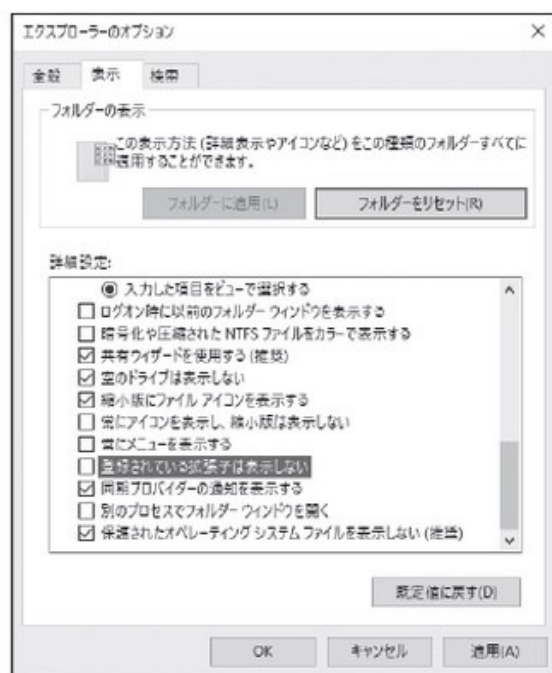 エクスプローラーのオプション
全般 表示 検索
フォルダーの表示
この表示方法 (詳細表示やアイコンなど) をこの種類のフォルダーすべてに
適用することができます。
フォルダーに適用(L) フォルダーをリセット(R)
詳細設定:
入力した項目をビューで選択する
ログオン時に以前のフォルダー ウィンドウを表示する
暗号化や圧縮された NTFS ファイルをカラーで表示する
共有ウィザードを使用する (推奨)
空のドライブは表示しない
縮小版にファイル アイコンを表示する
常にアイコンを表示し、縮小版は表示しない
常にメニューを表示する
登録されている拡張子は表示しない
同期プロバイダーの通知を表示する
別のプロセスでフォルダー ウィンドウを開く
保護されたオペレーティング システム ファイルを表示しない (推奨)
既定値に戻す(D)
OK キャンセル 適用(A)